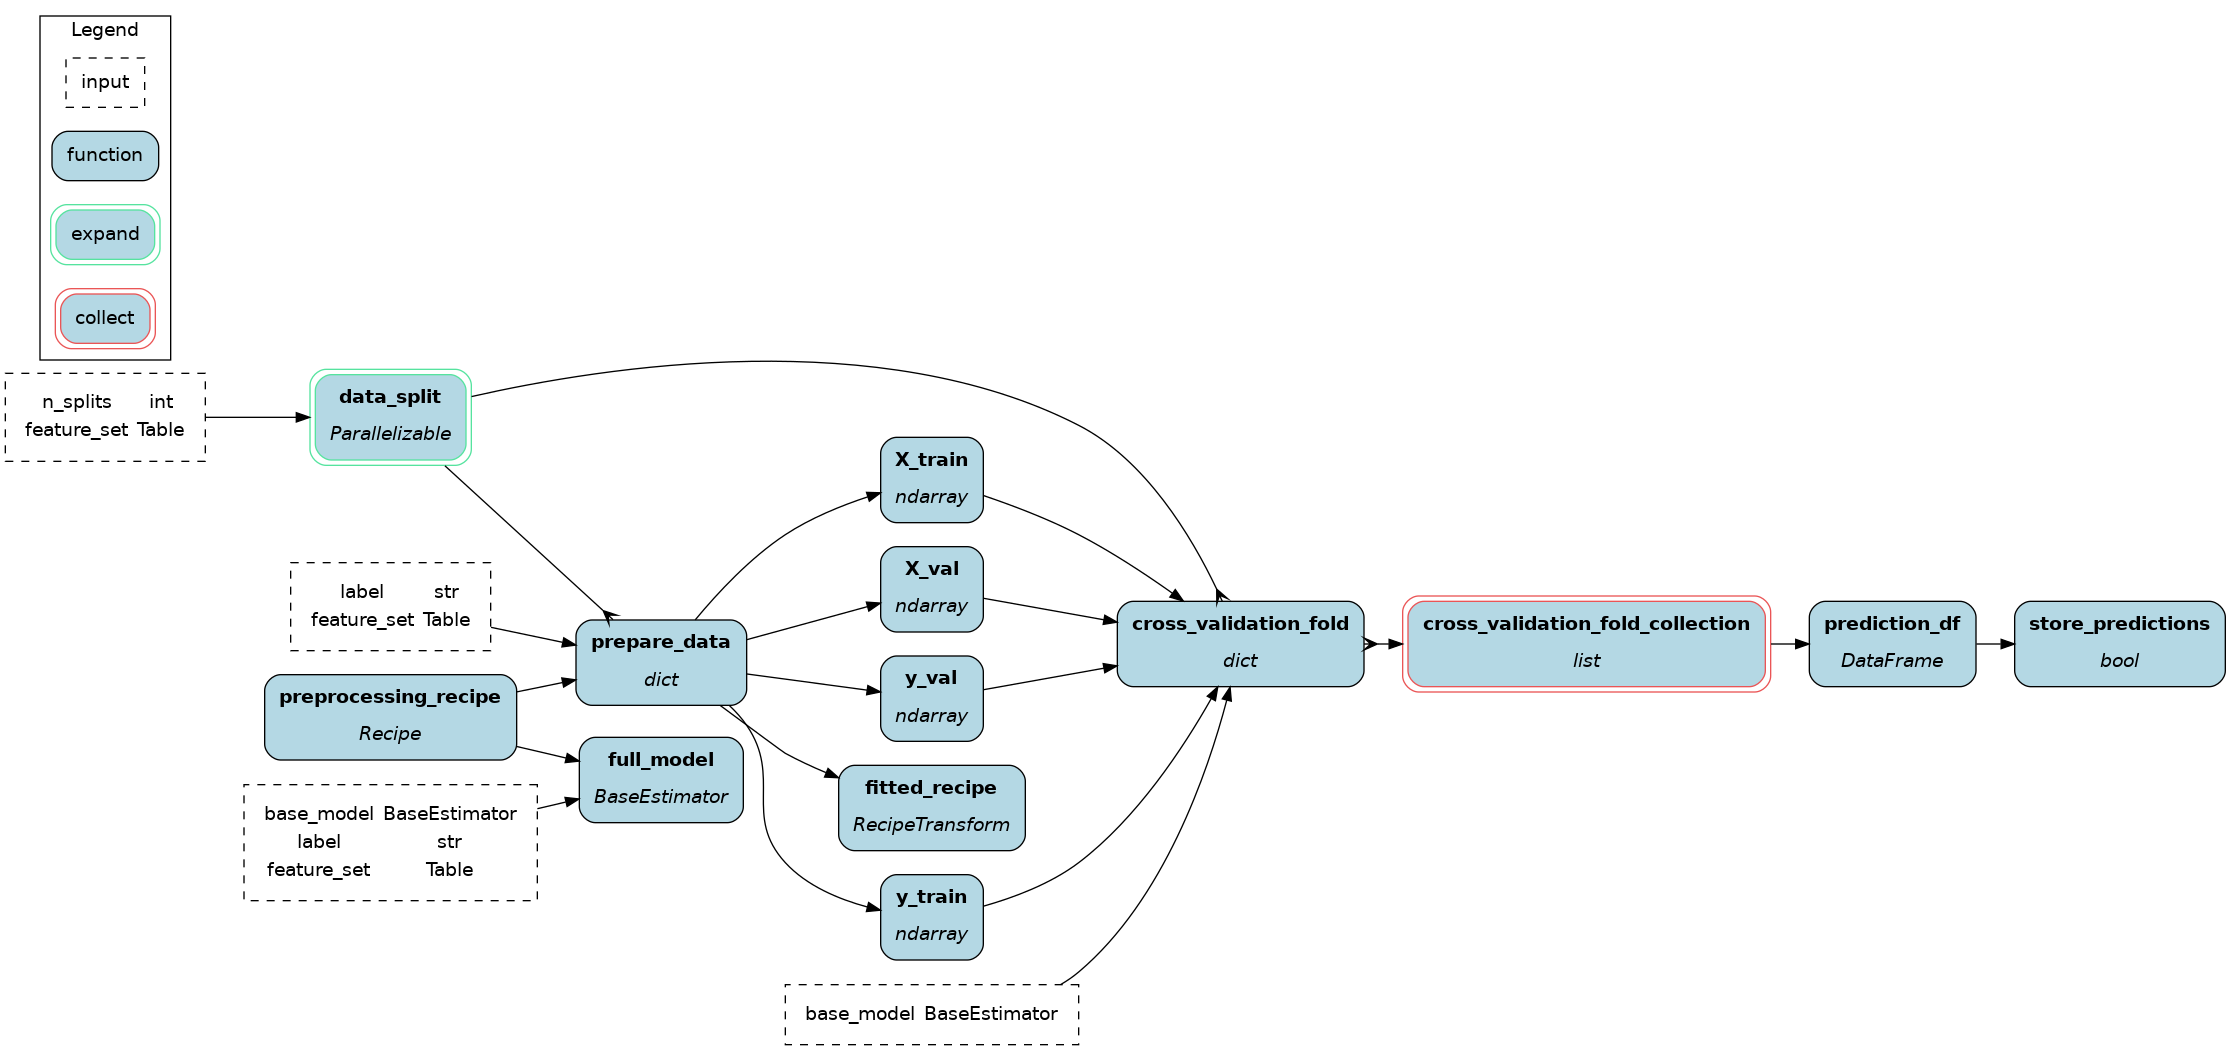 Legend
input
function
expand
collect
n_splits int
feature_set Table
data_split
Parallelizable
label str
feature_set Table
preprocessing_recipe
Recipe
base_model BaseEstimator
label str
feature_set Table
prepare_data
dict
full_model
BaseEstimator
X_train
ndarray
X_val
ndarray
y_val
ndarray
fitted_recipe
RecipeTransform
y_train
ndarray
base_model BaseEstimator
cross_validation_fold
dict
cross_validation_fold_collection
list
prediction_df
DataFrame
store_predictions
bool